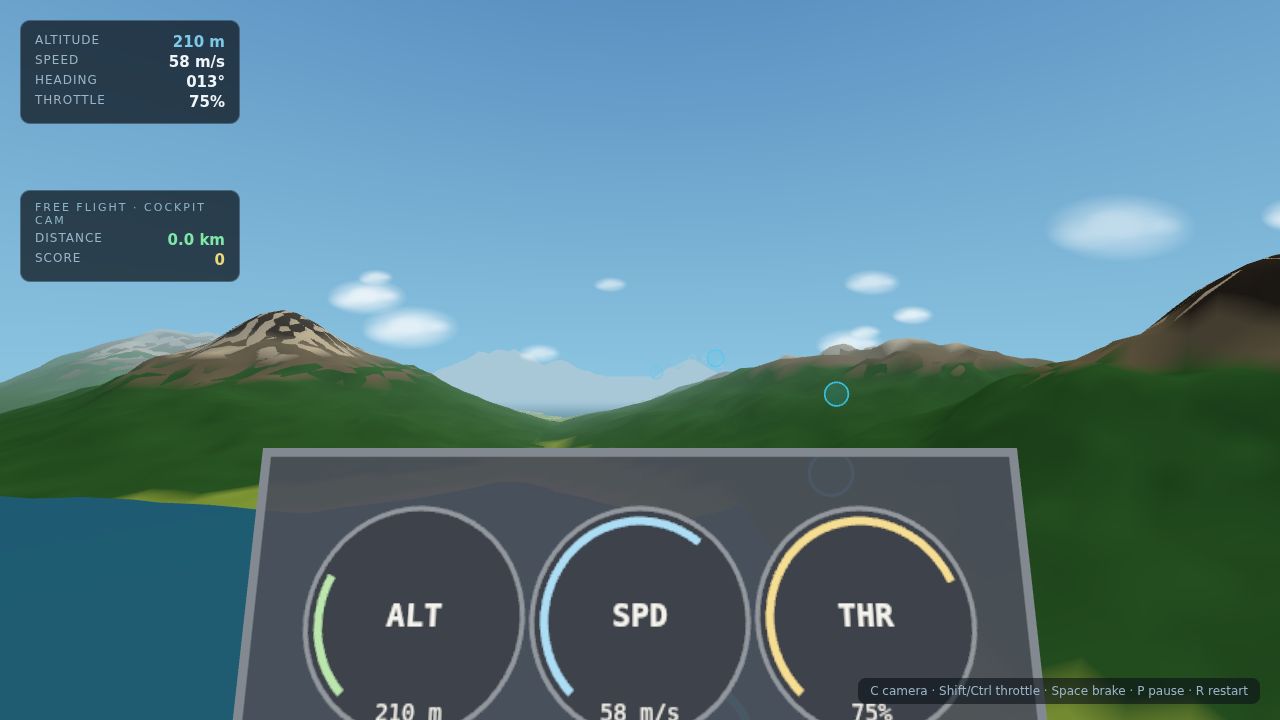 ALTITUDE 210 m
SPEED 58 m/s
HEADING 013°
THROTTLE 75%
FREE FLIGHT · COCKPIT
CAM
DISTANCE 0.0 km
SCORE 0
ALT SPD THR
210 m 58 m/s 75%
C camera · Shift/Ctrl throttle · Space brake · P pause · R restart